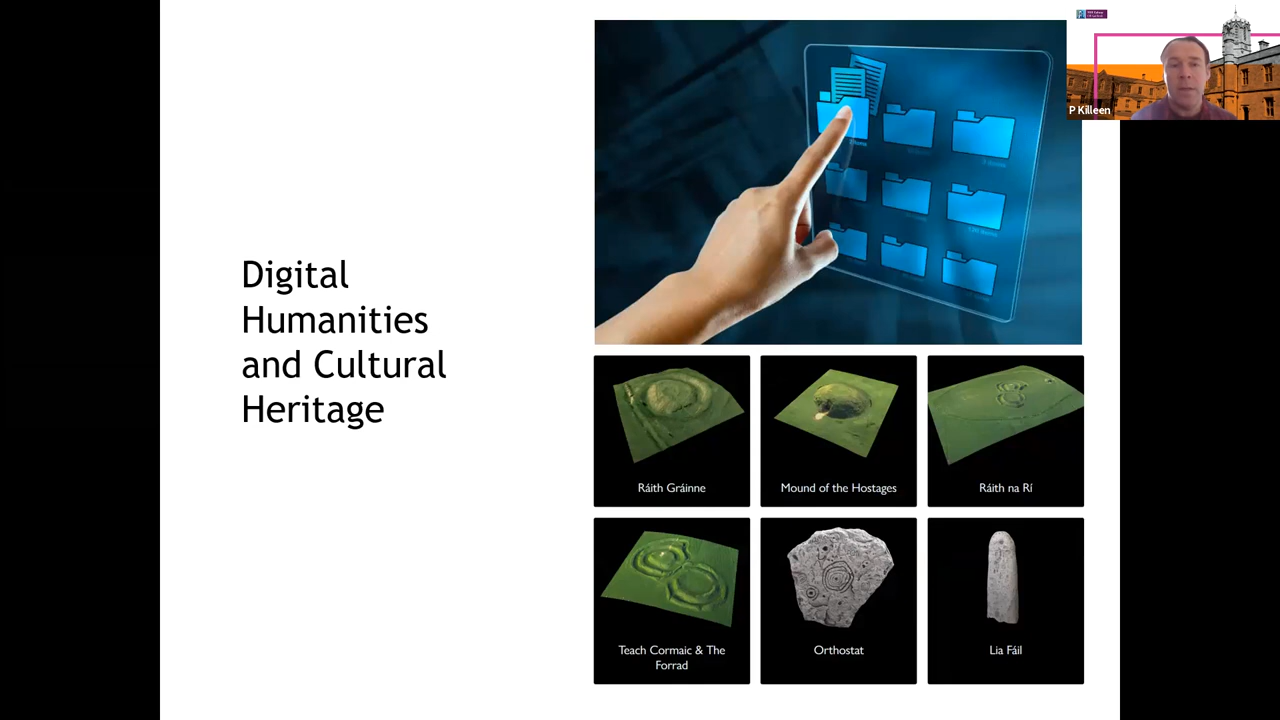 P Killeen
Digital
Humanities
and Cultural
Heritage
Ráith Gráinne
Mound of the Hostages
Ráith na Rí
Teach Cormaic & The
Forrad
Orthostat
Lia Fáil